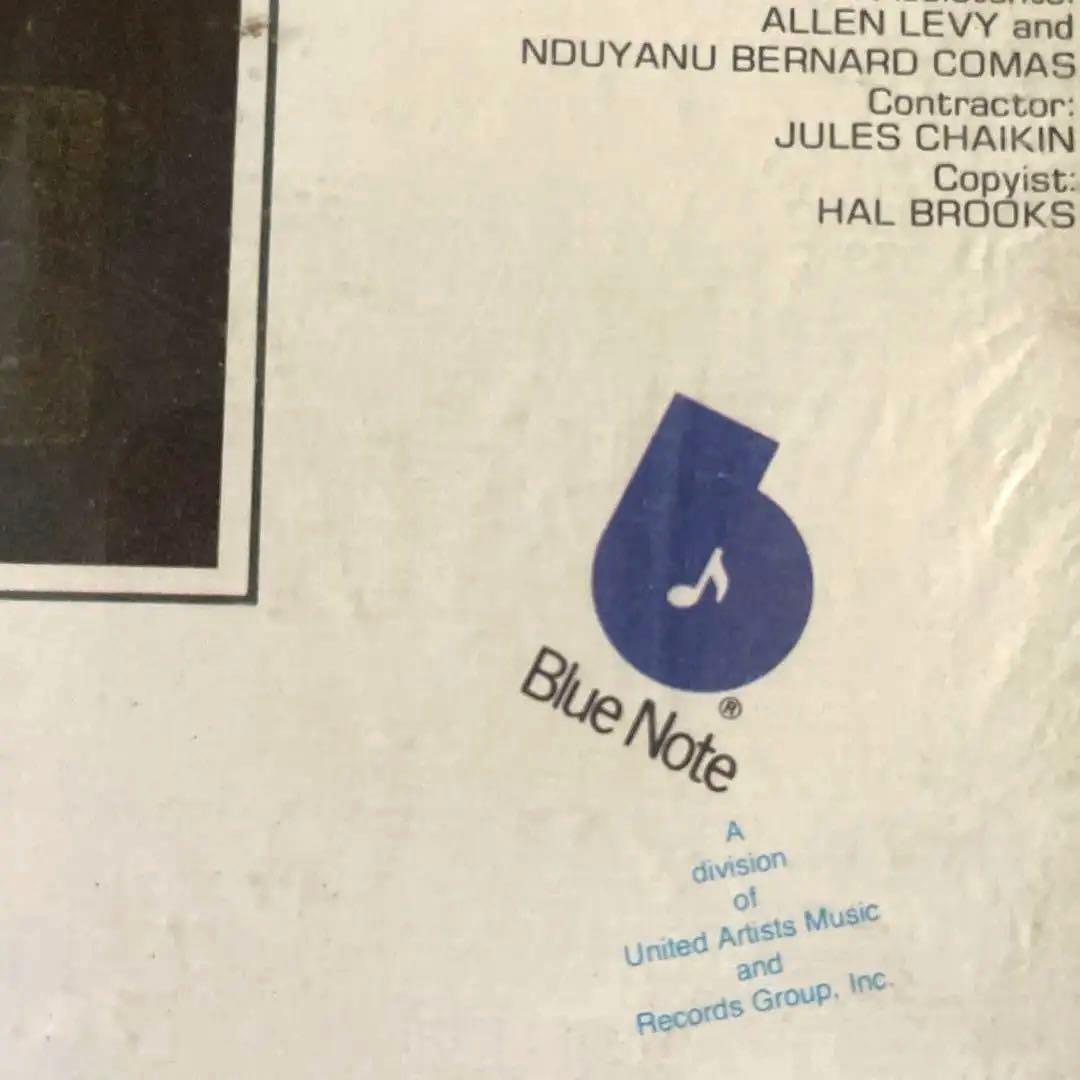 ALLEN LEVY and
NDUYANU BERNARD COMAS
Contractor:
JULES CHAIKIN
Copyist:
HAL BROOKS
Blue Note®
A
division
of
United Artists Music
and
Records Group, Inc.